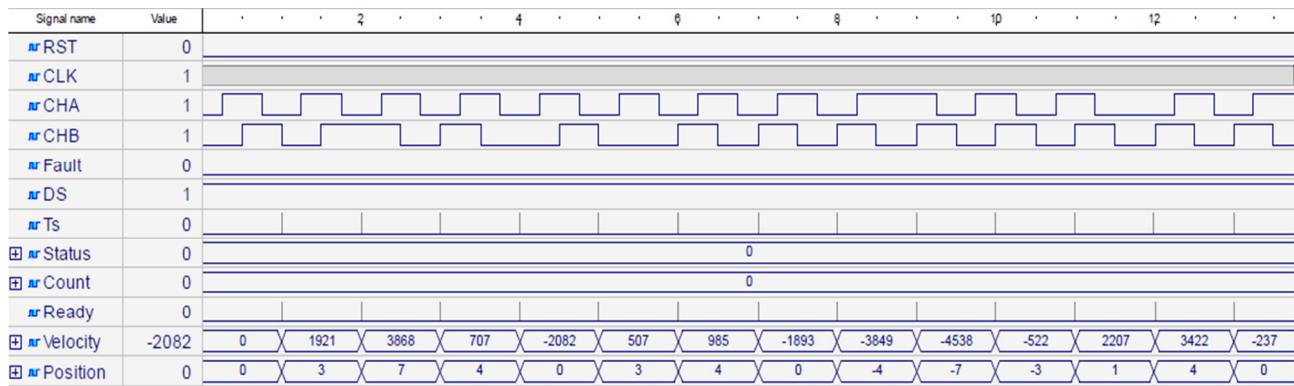 Signal name Value 2 4 6 8 10 12
RST 0
CLK 1
CHA 1
CHB 1
Fault 0
DS 1
Ts 0
Status 0 0
Count 0 0
Ready 0
Velocity -2082 0 1921 3868 707 -2082 507 985 -1893 -3849 -4538 -522 2207 3422 -237
Position 0 0 3 7 4 0 3 4 0 -4 -7 -3 1 4 0